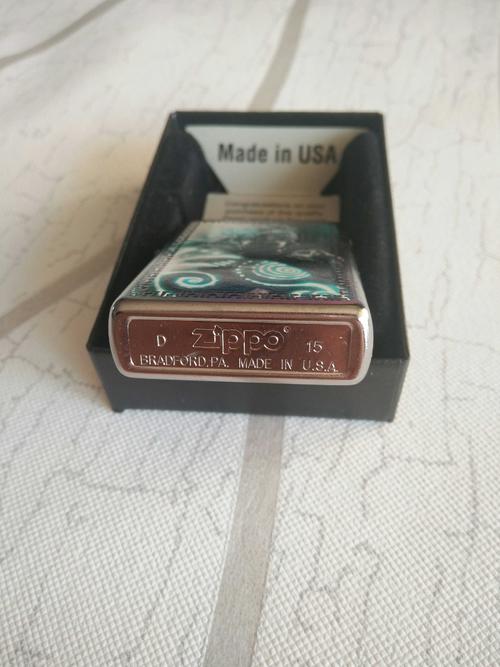 Made in USA
D zippo® 15
BRADFORD, PA. MADE IN U.S.A.